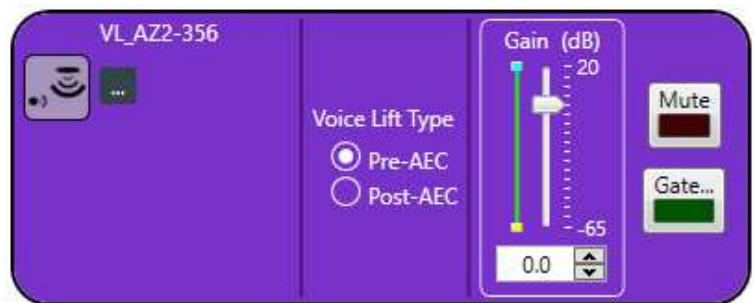 VL_AZ2-356
...
Voice Lift Type
Pre-AEC
Post-AEC
Gain (dB)
20
-65
0.0
Mute
Gate...